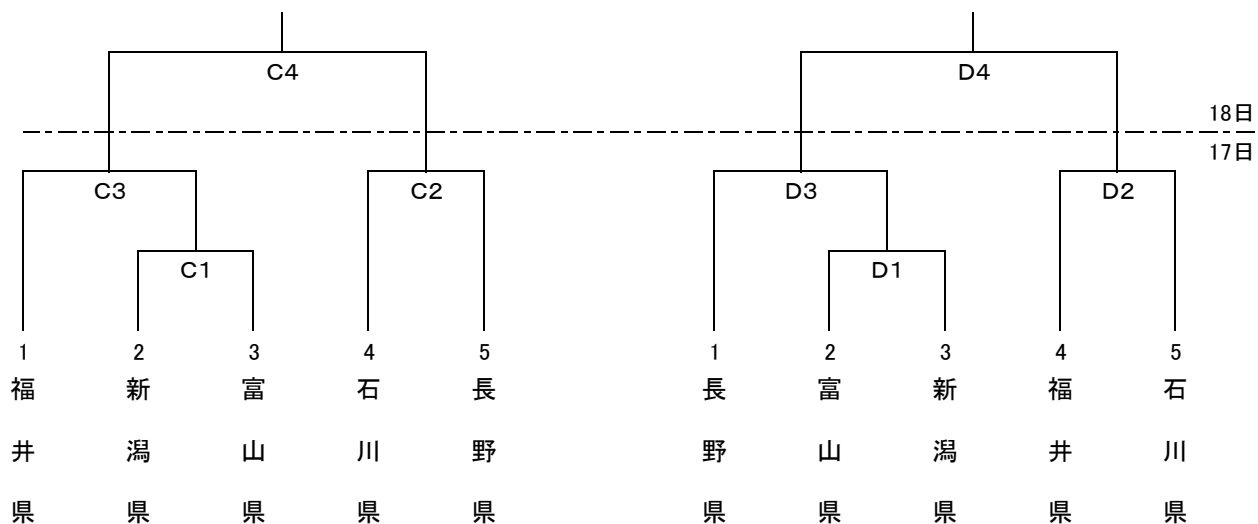 C4 D4
18日
17日
C3 C2 D3 D2
C1 D1
1 2 3 4 5 1 2 3 4 5
福井県
新潟県
富山県
石川県
長野県
長野県
富山県
新潟県
福井県
石川県